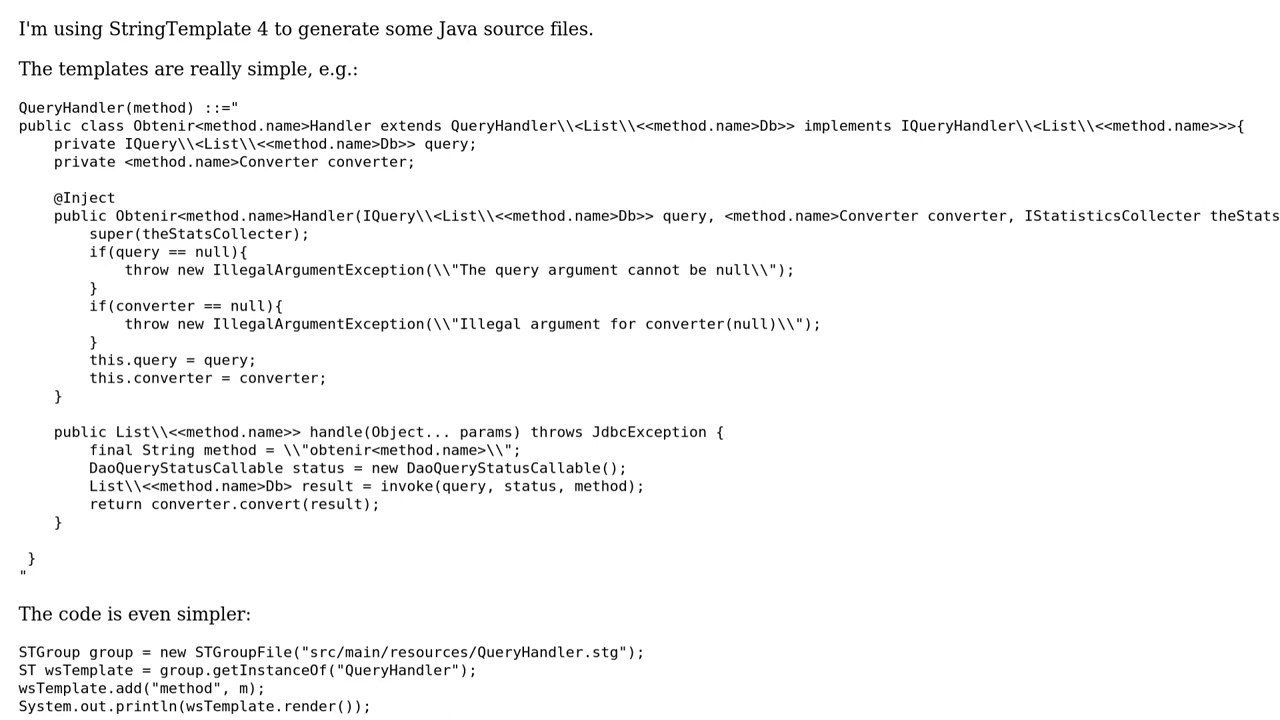 I'm using StringTemplate 4 to generate some Java source files.
The templates are really simple, e.g.:
QueryHandler(method) ::="
public class Obtenir<method.name>Handler extends QueryHandler\\<List\\<<method.name>Db>> implements IQueryHandler\\<List\\<<method.name>>>{
    private IQuery\\<List\\<<method.name>Db>> query;
    private <method.name>Converter converter;

    @Inject
    public Obtenir<method.name>Handler(IQuery\\<List\\<<method.name>Db>> query, <method.name>Converter converter, IStatisticsCollecter theStats
        super(theStatsCollecter);
        if(query == null){
            throw new IllegalArgumentException(\\"The query argument cannot be null\\");
        }
        if(converter == null){
            throw new IllegalArgumentException(\\"Illegal argument for converter(null)\\");
        }
        this.query = query;
        this.converter = converter;
    }

    public List\\<<method.name>> handle(Object... params) throws JdbcException {
        final String method = \\"obtenir<method.name>\\";
        DaoQueryStatusCallable status = new DaoQueryStatusCallable();
        List\\<<method.name>Db> result = invoke(query, status, method);
        return converter.convert(result);
    }

 }
"
The code is even simpler:
STGroup group = new STGroupFile("src/main/resources/QueryHandler.stg");
ST wsTemplate = group.getInstanceOf("QueryHandler");
wsTemplate.add("method", m);
System.out.println(wsTemplate.render());